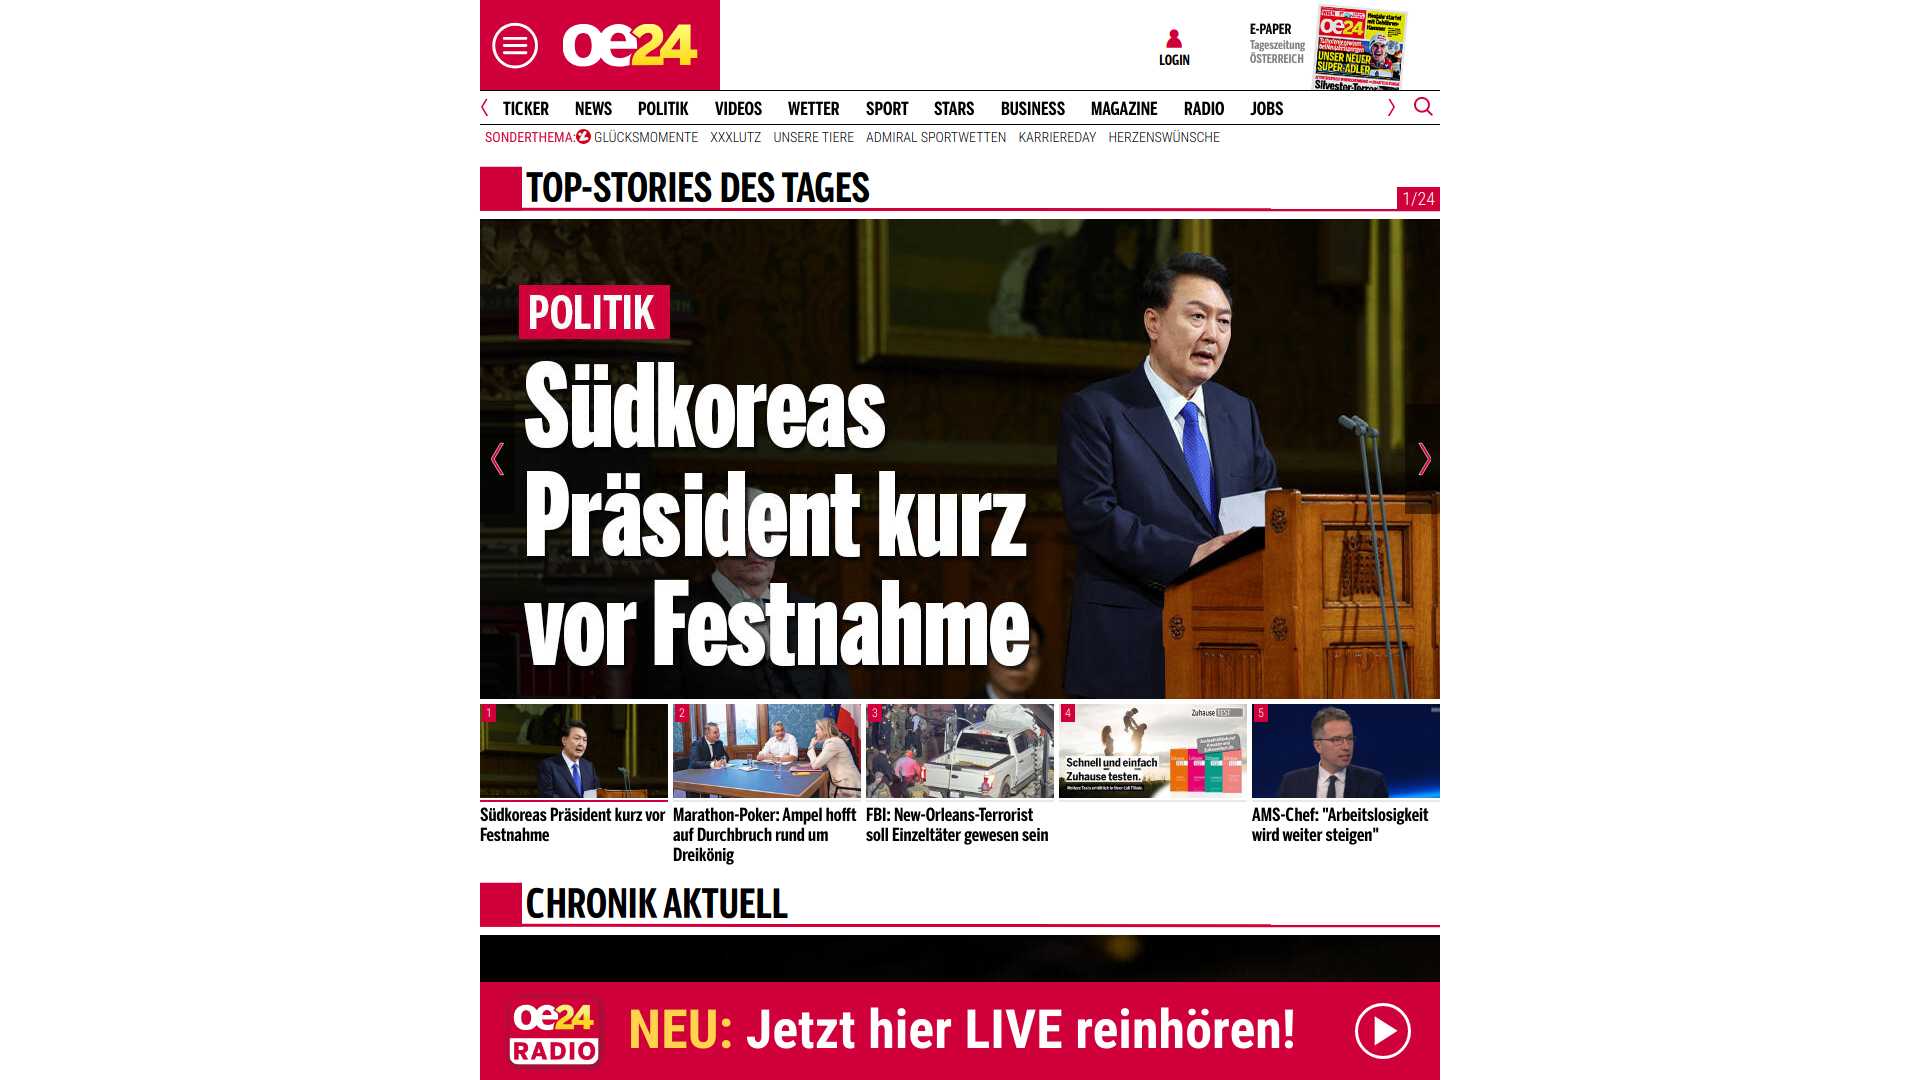 oe24
LOGIN
E-PAPER
Tageszeitung
ÖSTERREICH
oe24
UNSER NEUER
SUPER-ADLER
TICKER NEWS POLITIK VIDEOS WETTER SPORT STARS BUSINESS MAGAZINE RADIO JOBS
SONDERTHEMA: GLÜCKSMOMENTE XXXLUTZ UNSERE TIERE ADMIRAL SPORTWETTEN KARRIEREDAY HERZENSWÜNSCHE
TOP-STORIES DES TAGES
1/24
POLITIK
Südkoreas
Präsident kurz
vor Festnahme
1
2
3
4
5
Zuhause TEST
Schnell und einfach
Zuhause testen.
Südkoreas Präsident kurz vor
Festnahme
Marathon-Poker: Ampel hofft
auf Durchbruch rund um
Dreikönig
FBI: New-Orleans-Terrorist
soll Einzeltäter gewesen sein
AMS-Chef: "Arbeitslosigkeit
wird weiter steigen"
CHRONIK AKTUELL
oe24
RADIO
NEU: Jetzt hier LIVE reinhören!